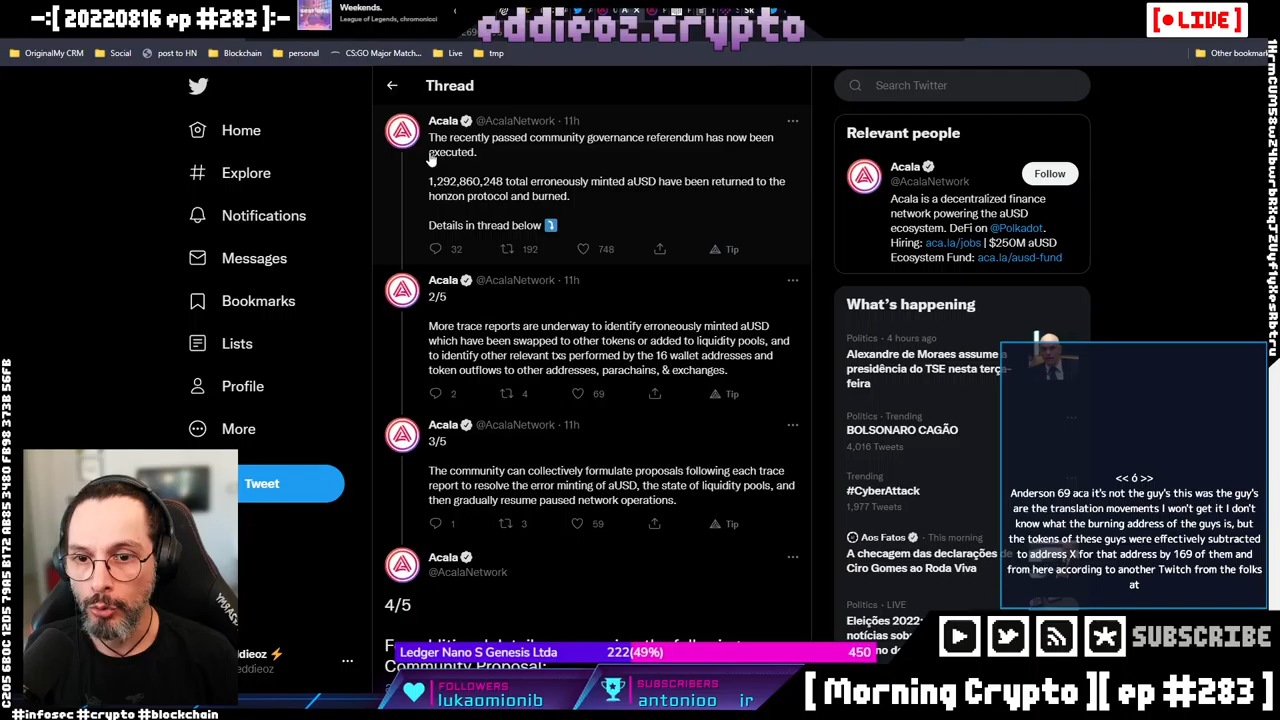 -:[ 20220816 ep #283 ]:-
Weekends.
League of Legends, chromonicci
eddieoz.crypto
[ LIVE ]
OriginalMy CRM
Social
post to HN
Blockchain
personal
CS:GO Major Match...
Live
tmp
Other bookmar
Home
Explore
Notifications
Messages
Bookmarks
Lists
Profile
More
Tweet
eddieoz
Thread
Acala @AcalaNetwork · 11h
The recently passed community governance referendum has now been
executed.
1,292,860,248 total erroneously minted aUSD have been returned to the
honzon protocol and burned.
Details in thread below
32 192 748 Tip
Acala @AcalaNetwork · 11h
2/5
More trace reports are underway to identify erroneously minted aUSD
which have been swapped to other tokens or added to liquidity pools, and
to identify other relevant txs performed by the 16 wallet addresses and
token outflows to other addresses, parachains, & exchanges.
2 4 69 Tip
Acala @AcalaNetwork · 11h
3/5
The community can collectively formulate proposals following each trace
report to resolve the error minting of aUSD, the state of liquidity pools, and
then gradually resume paused network operations.
1 3 59 Tip
Acala
@AcalaNetwork
4/5
Community Proposal:
Search Twitter
Relevant people
Acala
@AcalaNetwork
Follow
Acala is a decentralized finance
network powering the aUSD
ecosystem. DeFi on @Polkadot.
Hiring: aca.la/jobs | $250M aUSD
Ecosystem Fund: aca.la/ausd-fund
What's happening
Politics · 4 hours ago
Alexandre de Moraes assume a
presidência do TSE nesta terça-
feira
Politics · Trending
BOLSONARO CAGÃO
4,016 Tweets
Trending
#CyberAttack
1,977 Tweets
Aos Fatos · This morning
A checagem das declarações de
Ciro Gomes ao Roda Viva
Politics · LIVE
Eleições 2022:
<< ó >>
Anderson 69 aca it's not the guy's this was the guy's
are the translation movements I won't get it I don't
know what the burning address of the guys is, but
the tokens of these guys were effectively subtracted
to address X for that address by 169 of them and
from here according to another Twitch from the folks
at
SUBSCRIBE
Ledger Nano S Genesis Ltda 222(49%) 450
FOLLOWERS
lukaomionib
SUBSCRIBERS
antonioo ir
[ Morning Crypto ][ ep #283 ]
#infosec #crypto #blockchain